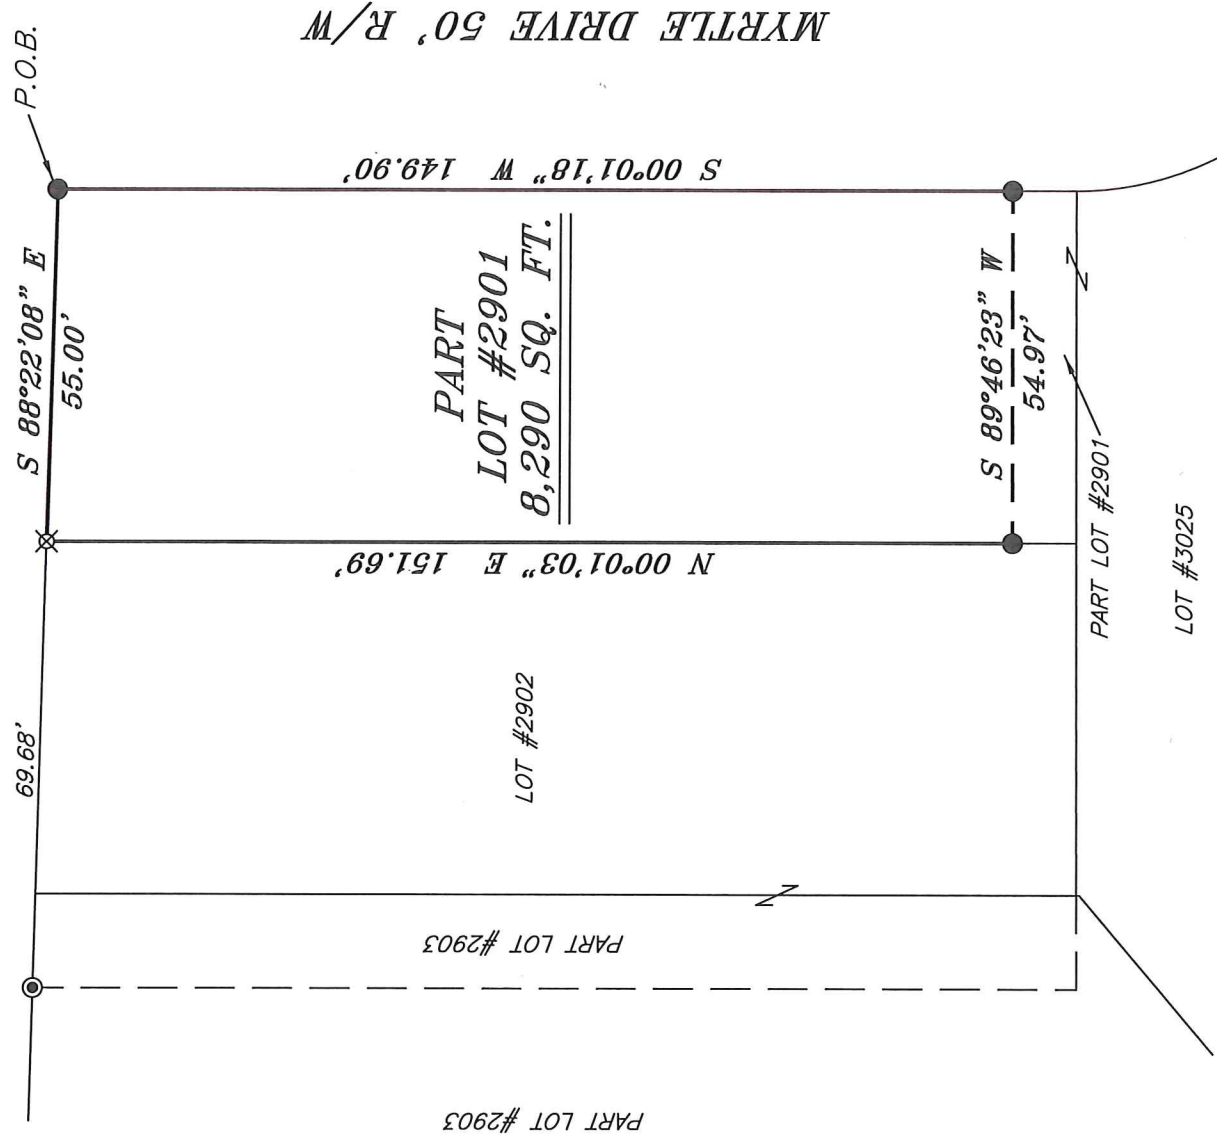 MYRTLE DRIVE 50' R/W
P.O.B.
S 88°22'08" E
55.00'
S 00°01'18" W 149.90'
PART
LOT #2901
8,290 SQ. FT.
S 89°46'23" W
54.97'
N 00°01'03" E 151.69'
69.68'
LOT #2902
PART LOT #2901
LOT #3025
PART LOT #2903
PART LOT #2903